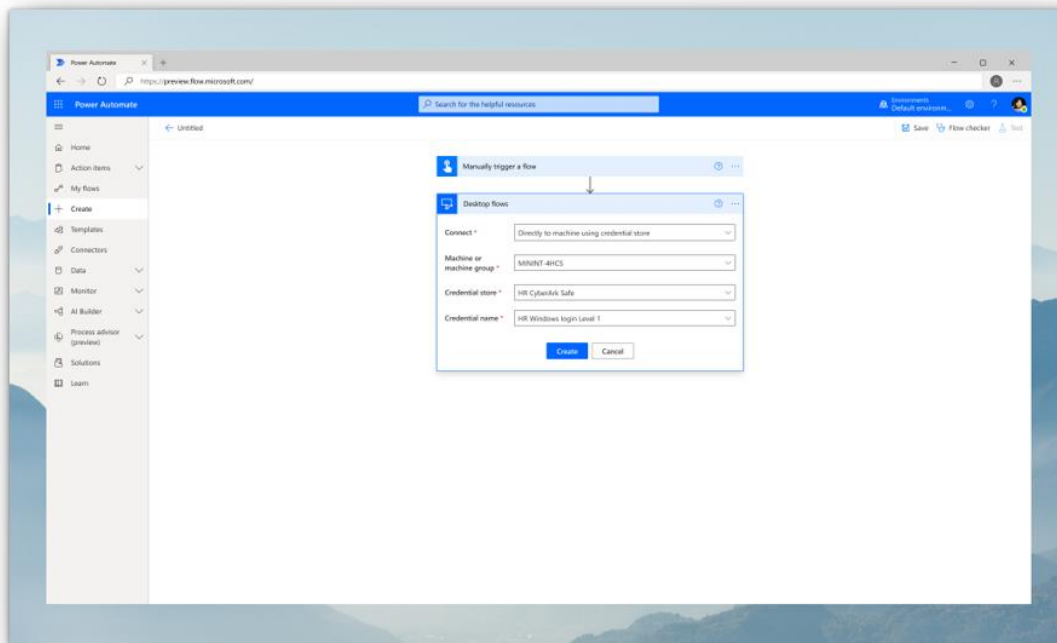 Power Automate
https://preview.flow.microsoft.com/
Power Automate
Search for the helpful resources
Environments
Default environm...
?
← Untitled
Save
Flow checker
Test
Home
Action items
My flows
Create
Templates
Connectors
Data
Monitor
AI Builder
Process advisor
(preview)
Solutions
Learn
Manually trigger a flow
Desktop flows
Connect *
Directly to machine using credential store
Machine or
machine group *
MININT-4HCS
Credential store *
HR CyberArk Safe
Credential name *
HR Windows login Level 1
Create
Cancel